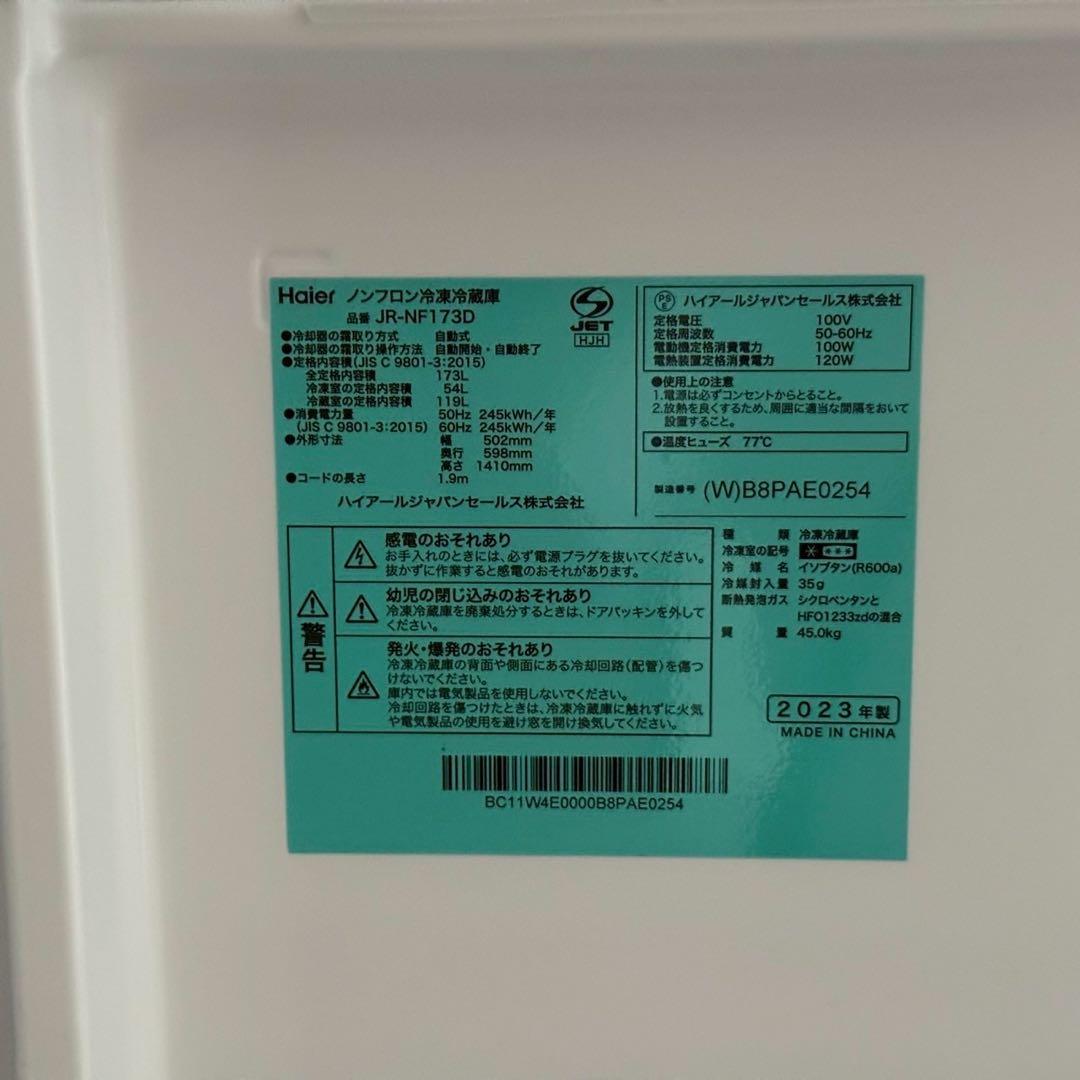 Haier ノンフロン冷凍冷蔵庫
品番 JR-NF173D
●冷却器の霜取り方式 自動式
●冷却器の霜取り操作方法 自動開始・自動終了
●定格内容積(JIS C 9801-3:2015)
全定格内容積 173L
冷凍室の定格内容積 54L
冷蔵室の定格内容積 119L
●消費電力量 50Hz 245kWh/年
(JIS C 9801-3:2015) 60Hz 245kWh/年
●外形寸法 幅 502mm
奥行 598mm
高さ 1410mm
●コードの長さ 1.9m
ハイアールジャパンセールス株式会社
S
JET
HJH
PS
E
ハイアールジャパンセールス株式会社
定格電圧 100V
定格周波数 50-60Hz
電動機定格消費電力 100W
電熱装置定格消費電力 120W
●使用上の注意
1.電源は必ずコンセントからとること。
2.放熱を良くするため、周囲に適当な間隔をおいて
設置すること。
●温度ヒューズ 77℃
製造番号 (W)B8PAE0254
警告
感電のおそれあり
お手入れのときには、必ず電源プラグを抜いてください。
抜かずに作業すると感電のおそれあり。
幼児の閉じ込みのおそれあり
冷凍冷蔵庫を廃棄処分するときは、ドアパッキンを外して
ください。
発火・爆発のおそれあり
冷凍冷蔵庫の背面や側面にある冷却回路(配管)を傷つ
けないでください。
庫内では電気製品を使用しないでください。
冷却回路を傷つけたときは、冷凍冷蔵庫に触れずに火気
や電気製品の使用を避け窓を開け換気してください。
種類 冷凍冷蔵庫
冷凍室の記号 * ***
冷媒名 イソブタン(R600a)
冷媒封入量 35g
断熱発泡ガス シクロペンタンと
HFO1233zdの混合
質量 45.0kg
2023年製
MADE IN CHINA
BC11W4E0000B8PAE0254